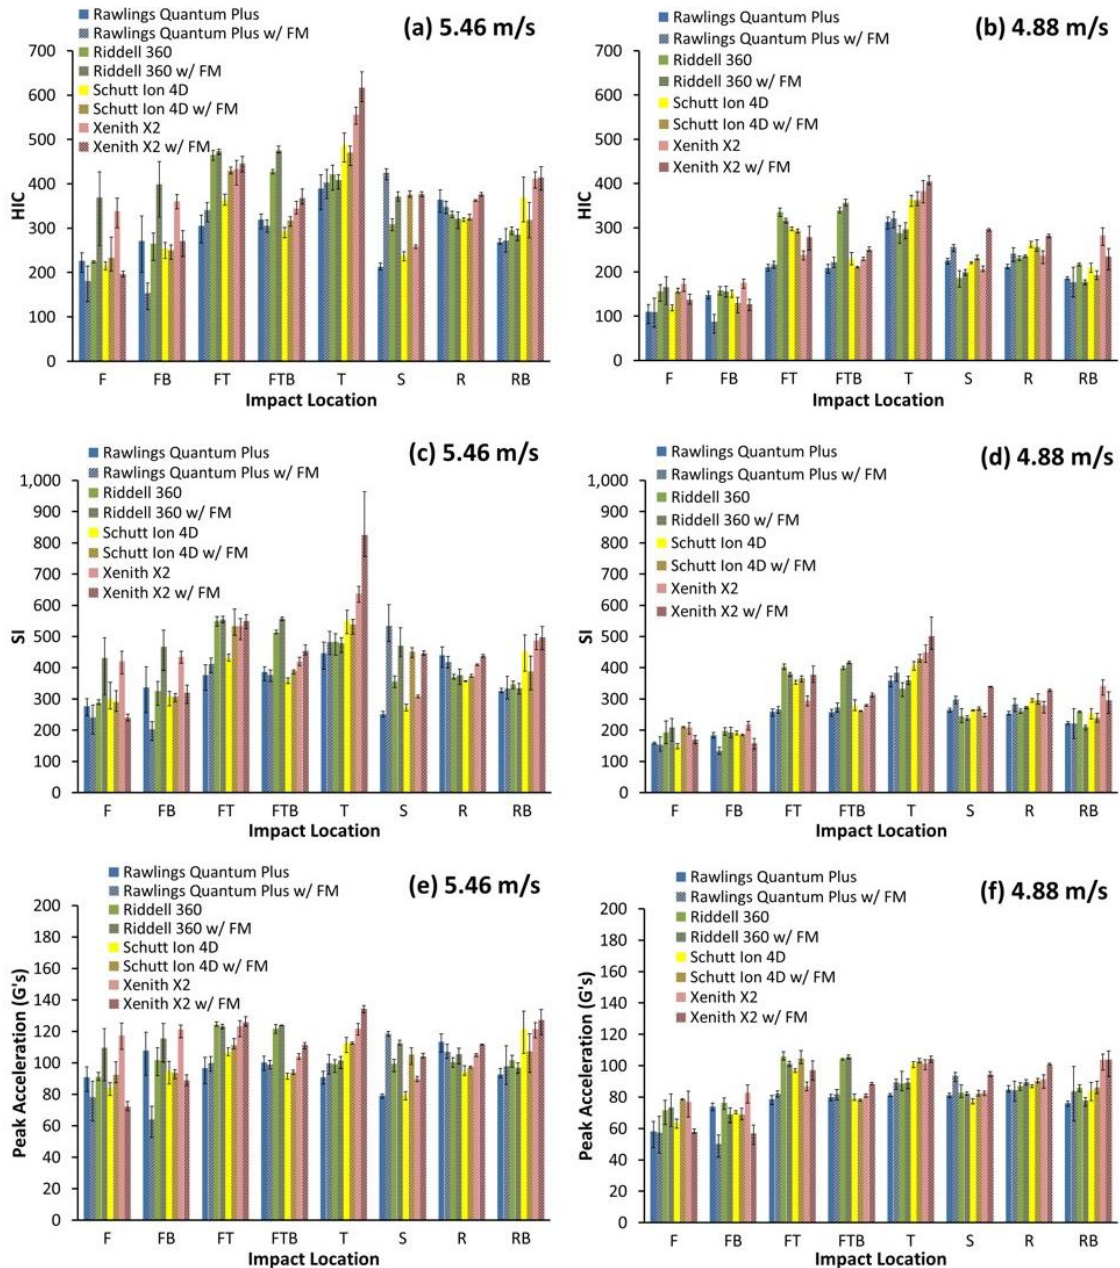 (a) 5.46 m/s
Rawlings Quantum Plus
Rawlings Quantum Plus w/ FM
Riddell 360
Riddell 360 w/ FM
Schutt Ion 4D
Schutt Ion 4D w/ FM
Xenith X2
Xenith X2 w/ FM
HIC
700
600
500
400
300
200
100
0
F FB FT FTB T S R RB
Impact Location
(b) 4.88 m/s
Rawlings Quantum Plus
Rawlings Quantum Plus w/ FM
Riddell 360
Riddell 360 w/ FM
Schutt Ion 4D
Schutt Ion 4D w/ FM
Xenith X2
Xenith X2 w/ FM
HIC
700
600
500
400
300
200
100
0
F FB FT FTB T S R RB
Impact Location
(c) 5.46 m/s
Rawlings Quantum Plus
Rawlings Quantum Plus w/ FM
Riddell 360
Riddell 360 w/ FM
Schutt Ion 4D
Schutt Ion 4D w/ FM
Xenith X2
Xenith X2 w/ FM
SI
1,000
900
800
700
600
500
400
300
200
100
0
F FB FT FTB T S R RB
Impact Location
(d) 4.88 m/s
Rawlings Quantum Plus
Rawlings Quantum Plus w/ FM
Riddell 360
Riddell 360 w/ FM
Schutt Ion 4D
Schutt Ion 4D w/ FM
Xenith X2
Xenith X2 w/ FM
SI
1,000
900
800
700
600
500
400
300
200
100
0
F FB FT FTB T S R RB
Impact Location
(e) 5.46 m/s
Rawlings Quantum Plus
Rawlings Quantum Plus w/ FM
Riddell 360
Riddell 360 w/ FM
Schutt Ion 4D
Schutt Ion 4D w/ FM
Xenith X2
Xenith X2 w/ FM
Peak Acceleration (G's)
200
180
160
140
120
100
80
60
40
20
0
F FB FT FTB T S R RB
Impact Location
(f) 4.88 m/s
Rawlings Quantum Plus
Rawlings Quantum Plus w/ FM
Riddell 360
Riddell 360 w/ FM
Schutt Ion 4D
Schutt Ion 4D w/ FM
Xenith X2
Xenith X2 w/ FM
Peak Acceleration (G's)
200
180
160
140
120
100
80
60
40
20
0
F FB FT FTB T S R RB
Impact Location